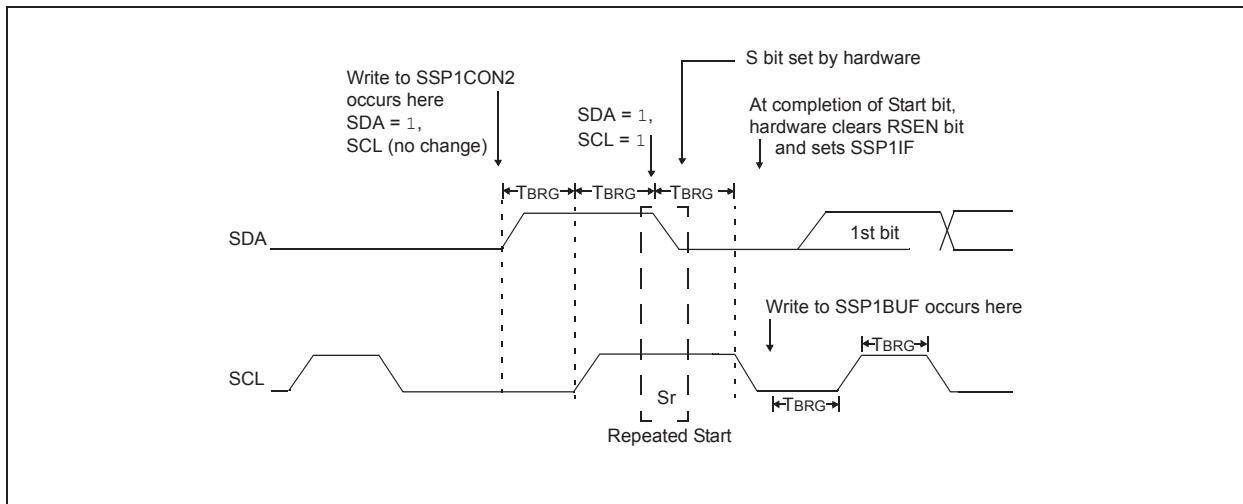 S bit set by hardware
Write to SSP1CON2
occurs here
SDA = 1,
SCL (no change)
SDA = 1,
SCL = 1
At completion of Start bit,
hardware clears RSEN bit
and sets SSP1IF
TBRG
TBRG
TBRG
SDA
1st bit
Write to SSP1BUF occurs here
TBRG
SCL
Sr
TBRG
Repeated Start